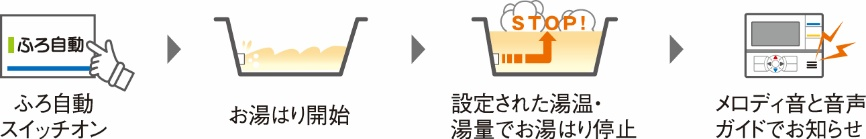 ふろ自動
ふろ自動
スイッチオン
お湯はり開始
STOP!
設定された湯温・
湯量でお湯はり停止
メロディ音と音声
ガイドでお知らせ